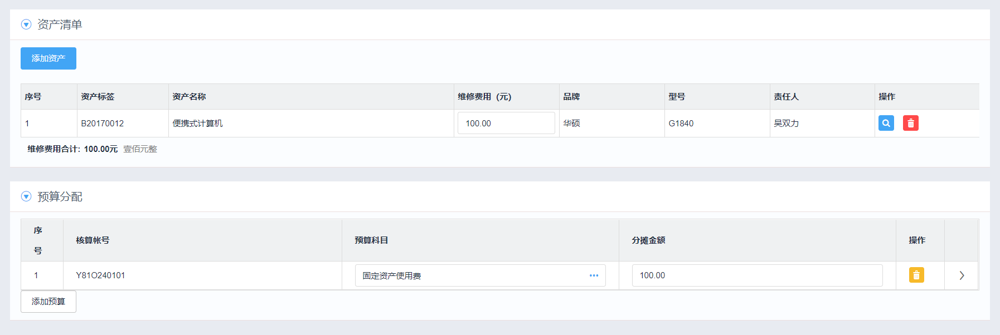 资产清单
添加资产
序号 资产标签 资产名称 维修费用（元） 品牌 型号 责任人 操作
1 B20170012 便携式计算机 100.00 华硕 G1840 吴双力
维修费用合计: 100.00元 壹佰元整
预算分配
序号 核算帐号 预算科目 分摊金额 操作
1 Y81O240101 固定资产使用费 100.00
添加预算